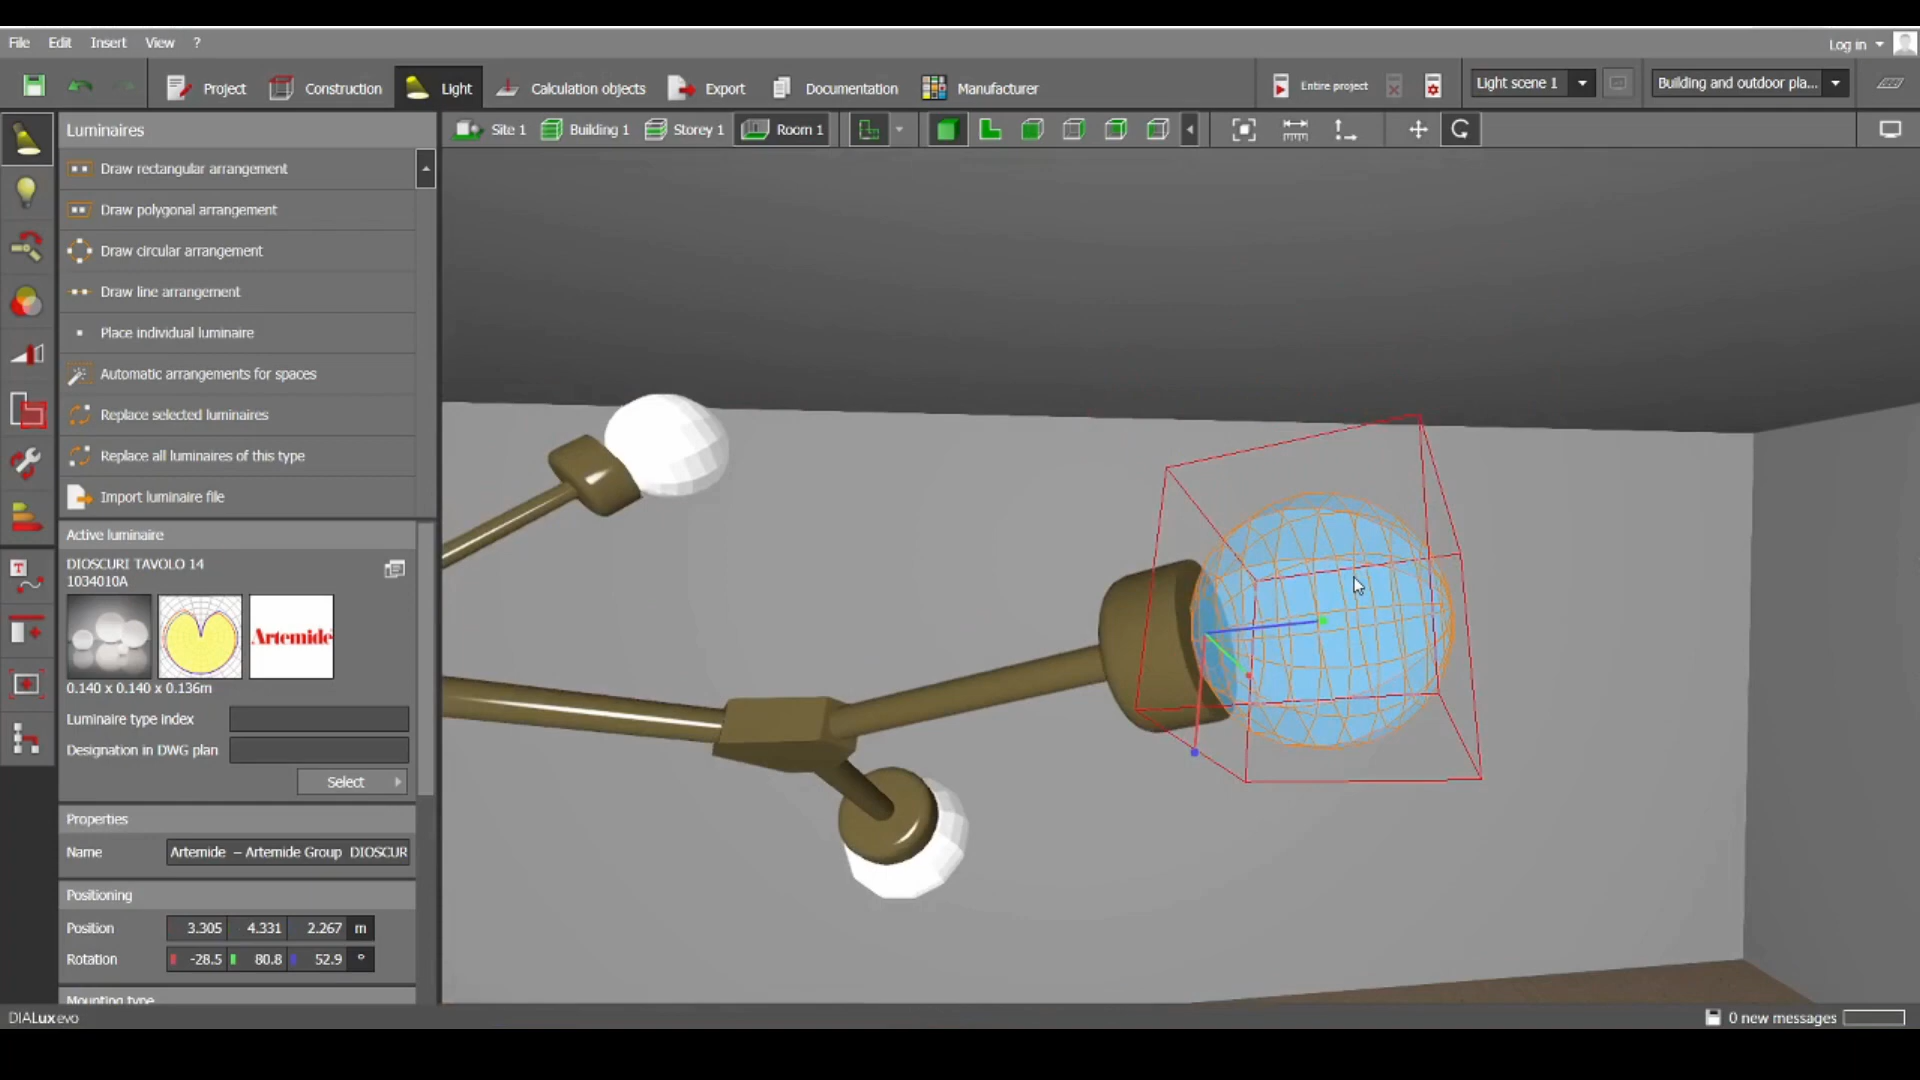 File Edit Insert View ?
Log in
Project Construction Light Calculation objects Export Documentation Manufacturer Entire project Light scene 1 Building and outdoor pla...
Luminaires
Site 1 Building 1 Storey 1 Room 1
Draw rectangular arrangement
Draw polygonal arrangement
Draw circular arrangement
Draw line arrangement
Place individual luminaire
Automatic arrangements for spaces
Replace selected luminaires
Replace all luminaires of this type
Import luminaire file
Active luminaire
DIOSCURI TAVOLO 14
1034010A
Artemide
0.140 x 0.140 x 0.136m
Luminaire type index
Designation in DWG plan
Select
Properties
Name Artemide – Artemide Group DIOSCUR
Positioning
Position 3.305 4.331 2.267 m
Rotation -28.5 80.8 52.9 °
Mounting type
DIALux evo
0 new messages